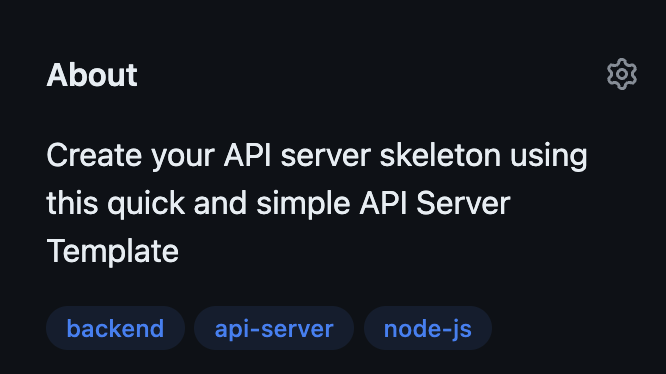 About
Create your API server skeleton using
this quick and simple API Server
Template
backend api-server node-js